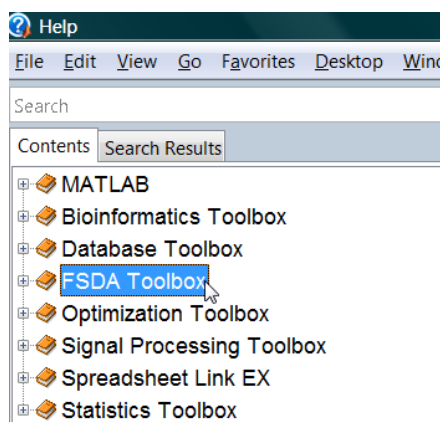 Help
File Edit View Go Favorites Desktop
Search
Contents Search Results
MATLAB
Bioinformatics Toolbox
Database Toolbox
FSDA Toolbox
Optimization Toolbox
Signal Processing Toolbox
Spreadsheet Link EX
Statistics Toolbox